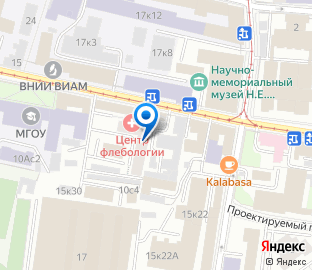 24
17к12
17к3
17к8
15
ВНИИ ВИАМ
Научно-
мемориальный
музей Н.Е....
МГОУ
Центр
флебологии
10Ас2
Kalabasa
15к30
10с4
15к22
Проектируемый п
17
15к22А
Яндекс